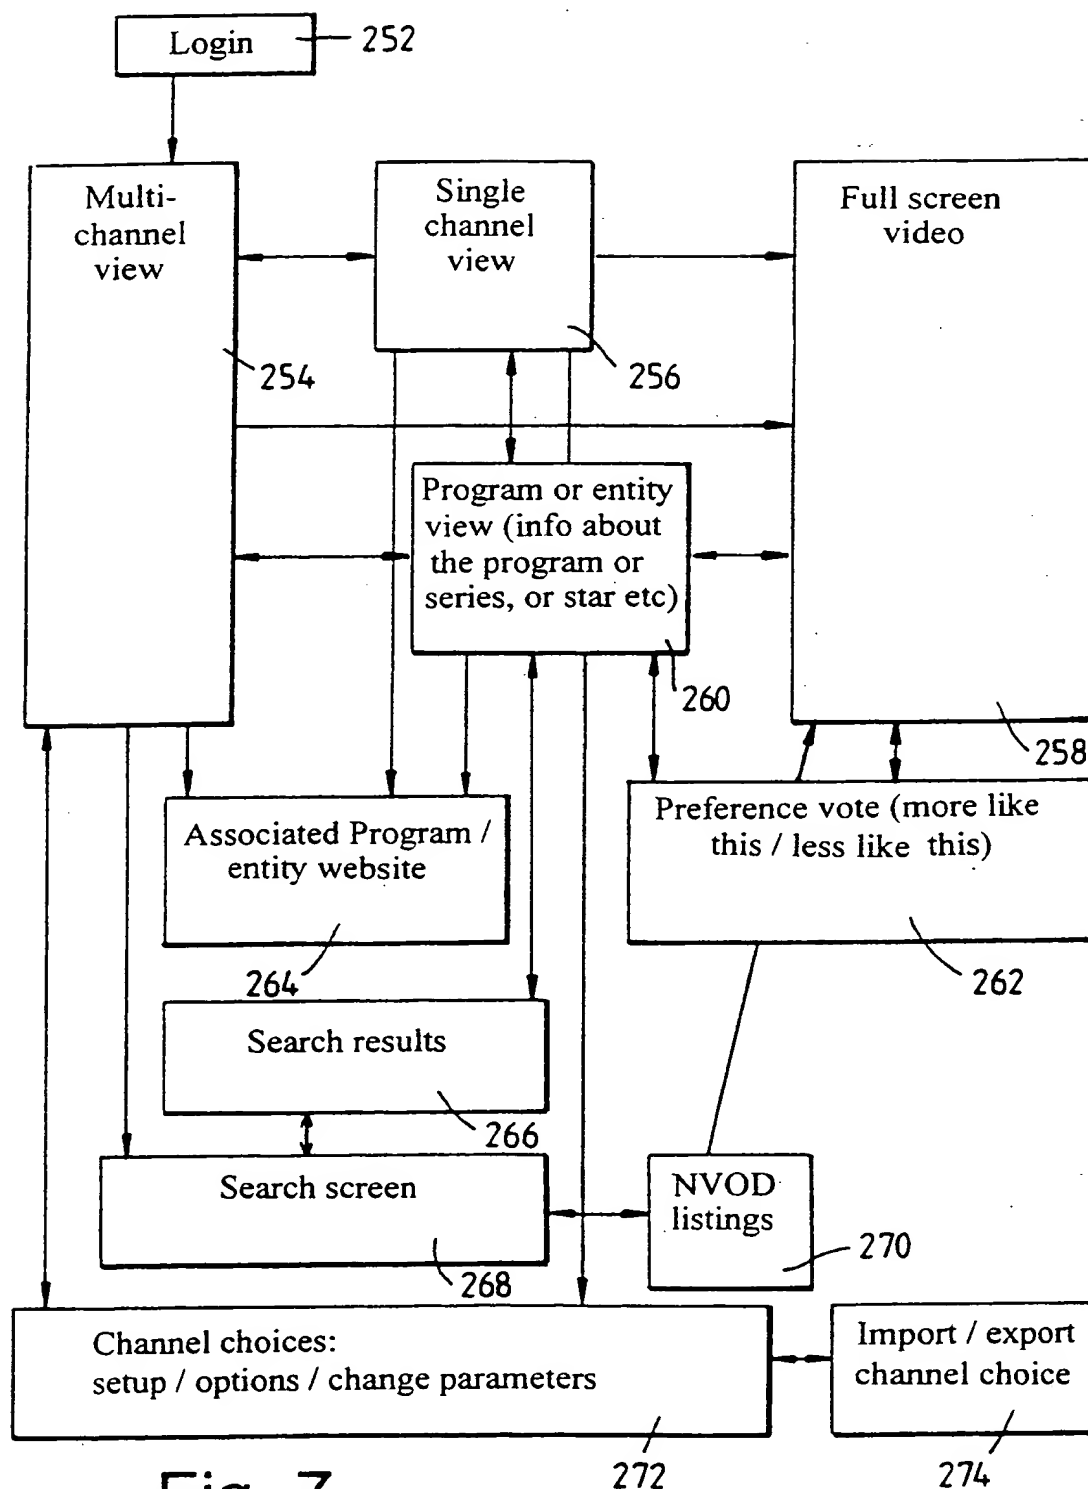 Login
252
Multi-
channel
view
254
Single
channel
view
256
Full screen
video
258
Program or entity
view (info about
the program or
series, or star etc)
260
Associated Program /
entity website
264
Preference vote (more like
this / less like this)
262
Search results
266
Search screen
268
NVOD
listings
270
Channel choices:
setup / options / change parameters
272
Import / export
channel choice
274